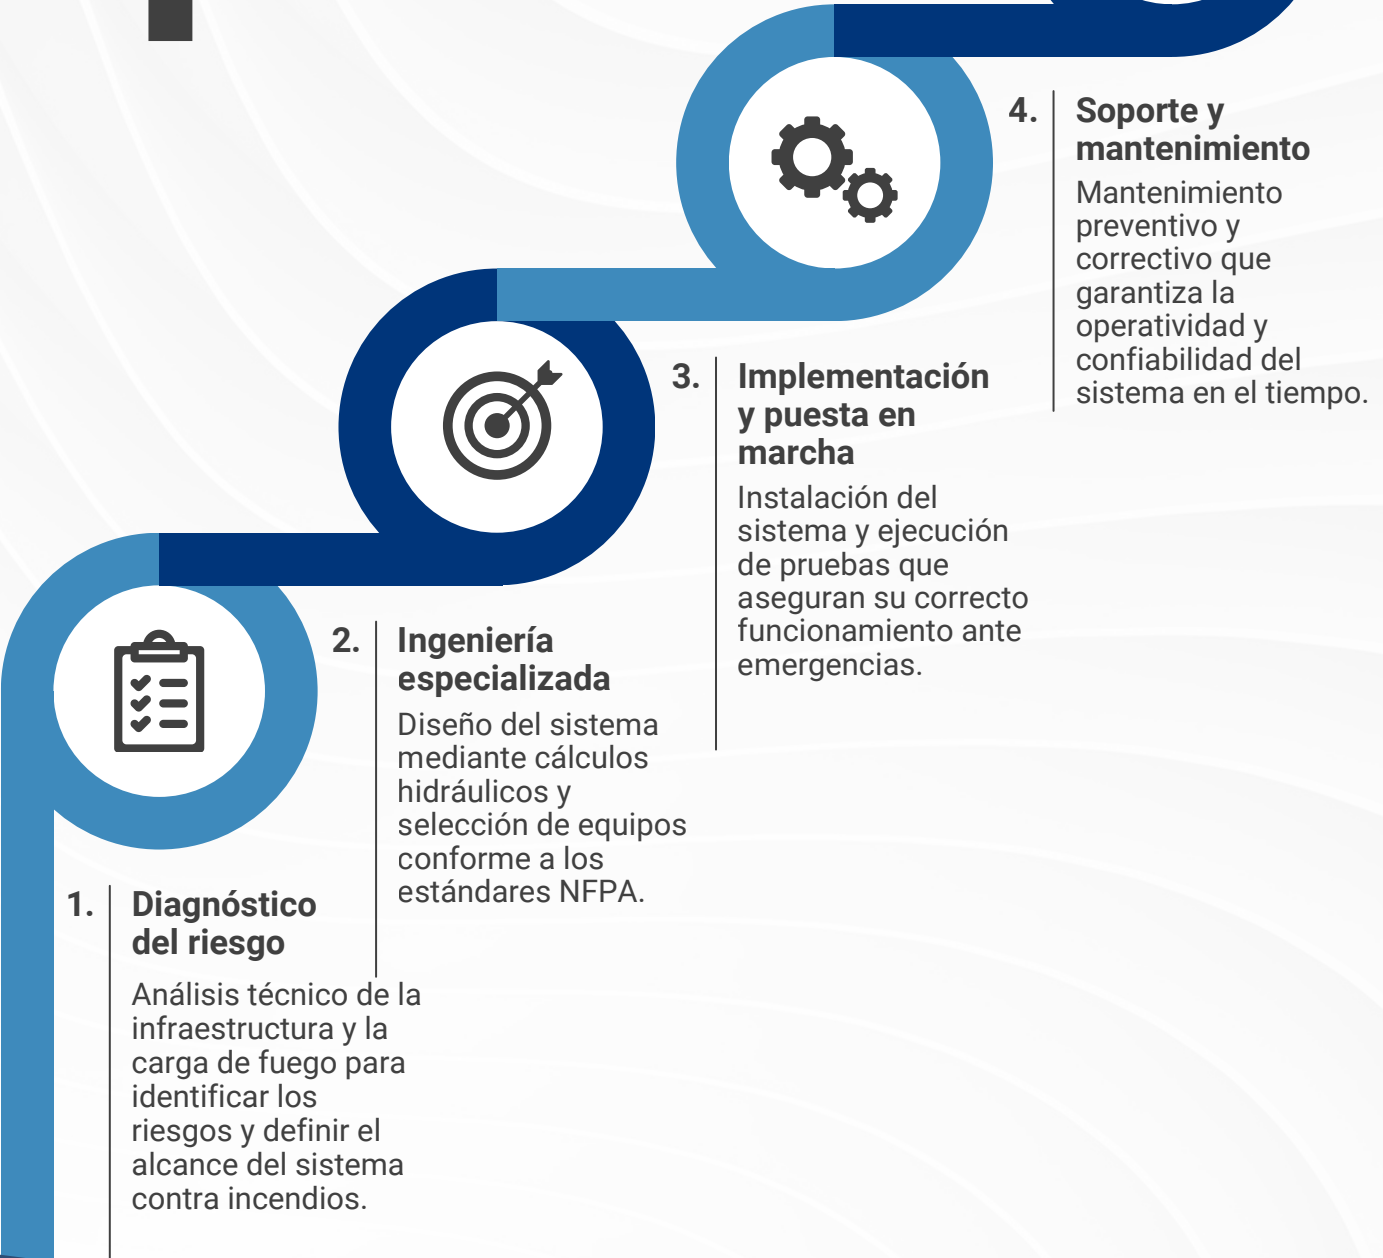 1.
Diagnóstico
del riesgo
Análisis técnico de la
infraestructura y la
carga de fuego para
identificar los
riesgos y definir el
alcance del sistema
contra incendios.
2.
Ingeniería
especializada
Diseño del sistema
mediante cálculos
hidráulicos y
selección de equipos
conforme a los
estándares NFPA.
3.
Implementación
y puesta en
marcha
Instalación del
sistema y ejecución
de pruebas que
aseguran su correcto
funcionamiento ante
emergencias.
4.
Soporte y
mantenimiento
Mantenimiento
preventivo y
correctivo que
garantiza la
operatividad y
confiabilidad del
sistema en el tiempo.